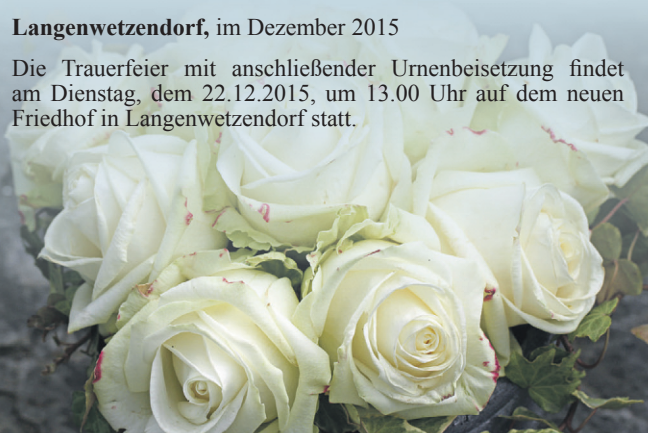 Langenwetzendorf, im Dezember 2015
Die Trauerfeier mit anschließender Urnenbeisetzung findet
am Dienstag, dem 22.12.2015, um 13.00 Uhr auf dem neuen
Friedhof in Langenwetzendorf statt.